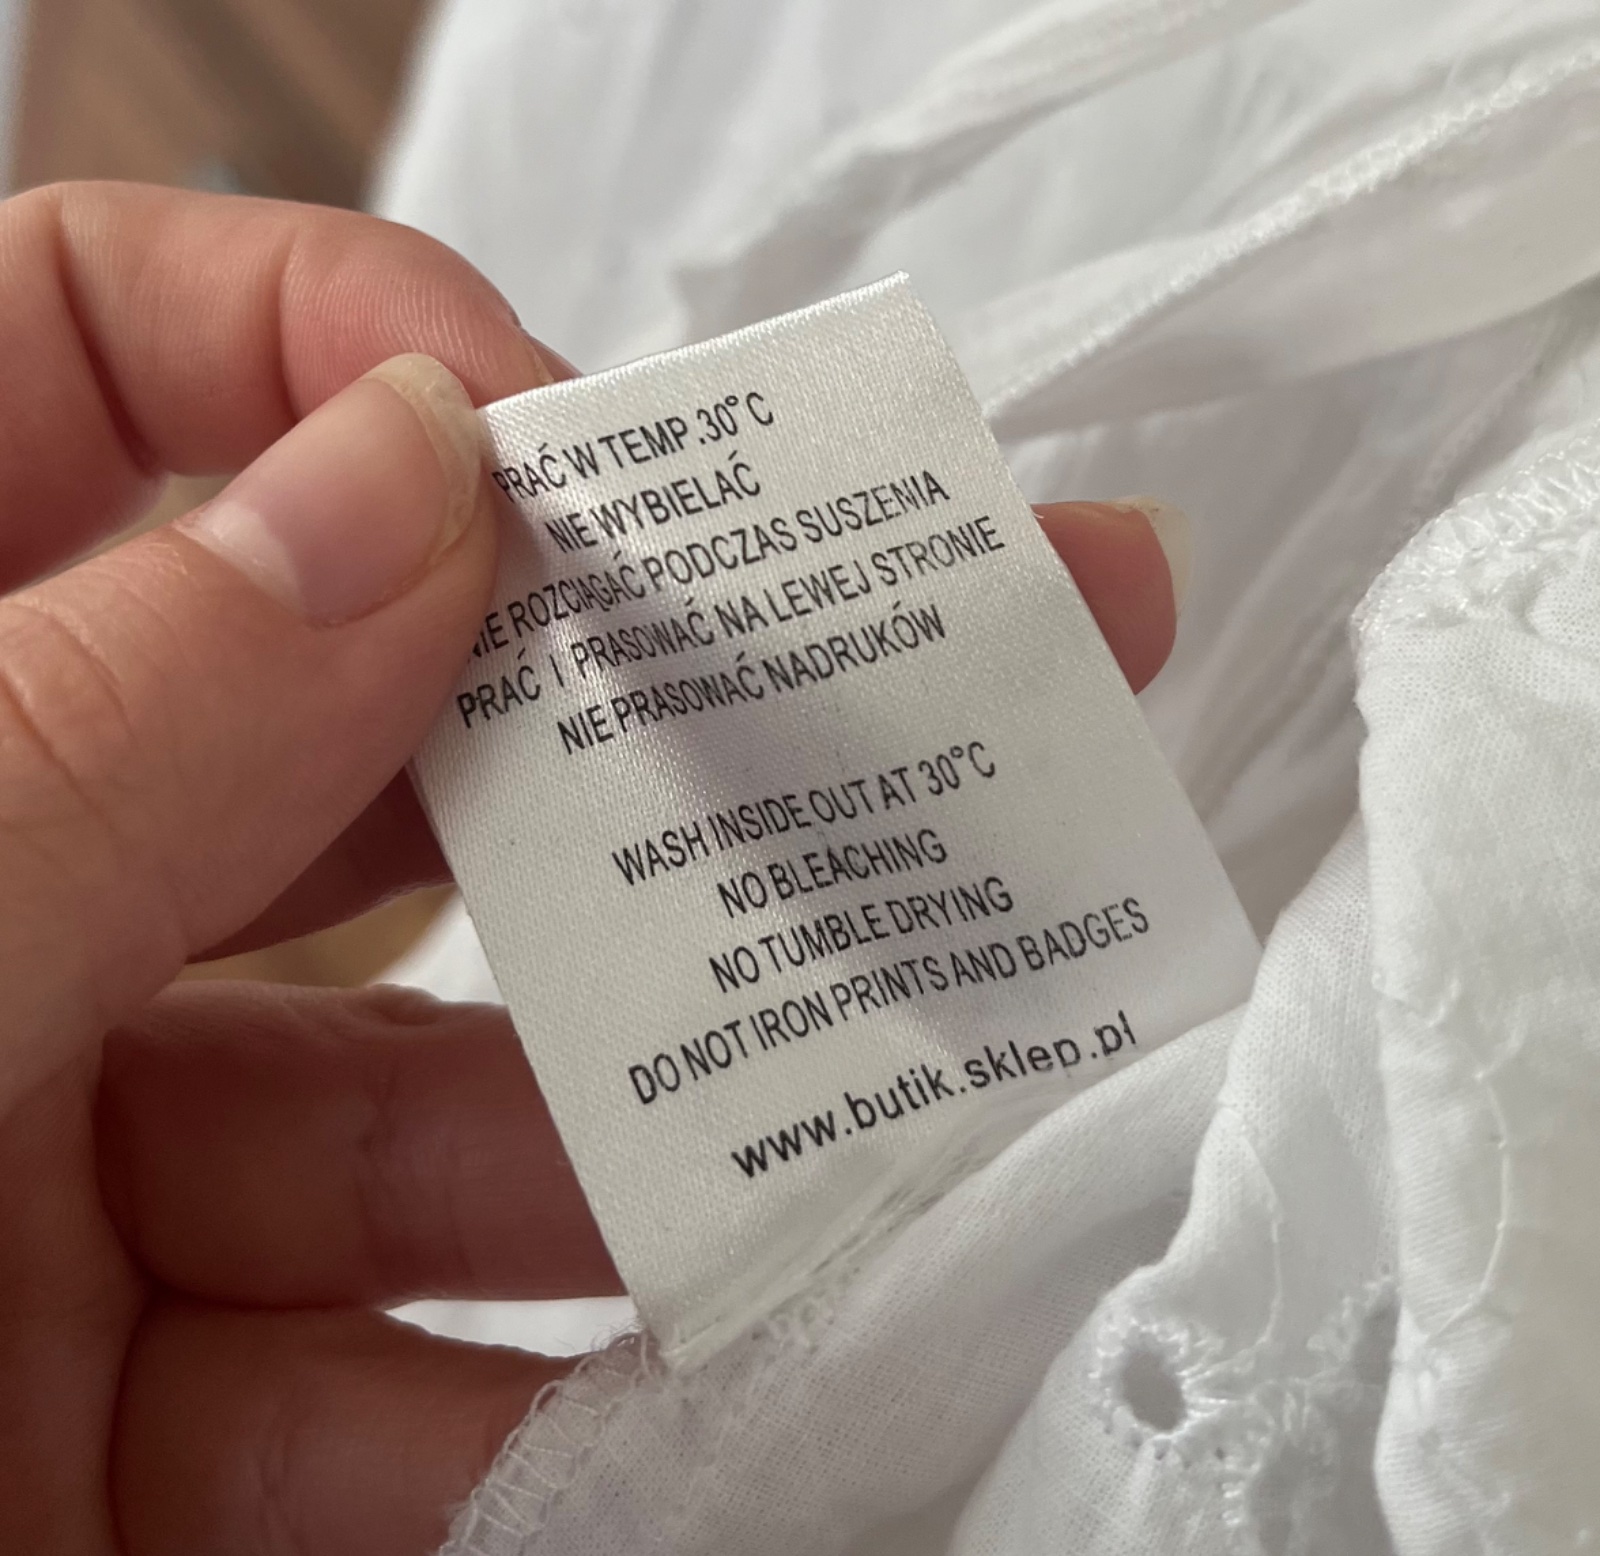 PRAĆ W TEMP .30°C
NIE WYBIELAĆ
NIE ROZCIĄGAĆ PODCZAS SUSZENIA
PRAĆ I PRASOWAĆ NA LEWEJ STRONIE
NIE PRASOWAĆ NADRUKÓW
WASH INSIDE OUT AT 30°C
NO BLEACHING
NO TUMBLE DRYING
DO NOT IRON PRINTS AND BADGES
www.butik.sklep.pl